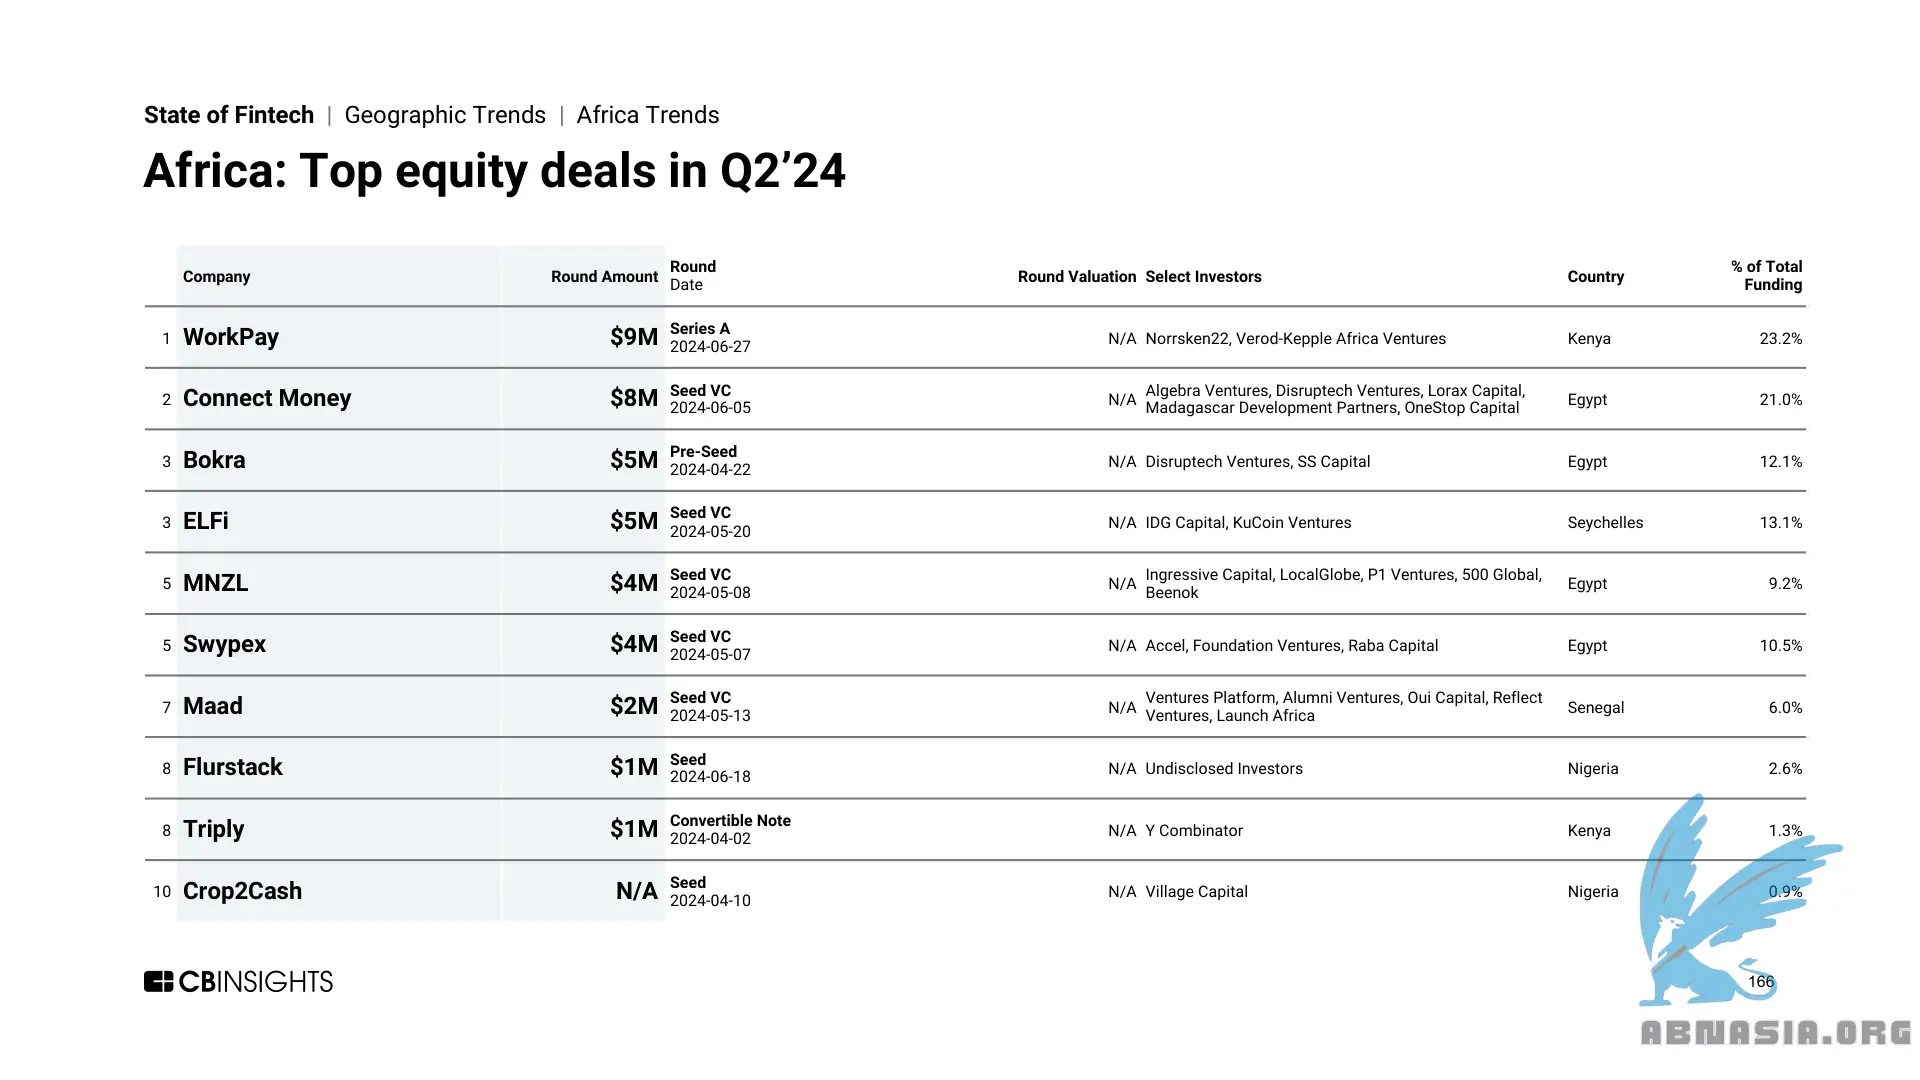 State of Fintech | Geographic Trends | Africa Trends
Africa: Top equity deals in Q2’24
Company Round Amount Round Date Round Valuation Select Investors Country % of Total Funding
1 WorkPay $9M Series A 2024-06-27 N/A Norrsken22, Verod-Kepple Africa Ventures Kenya 23.2%
2 Connect Money $8M Seed VC 2024-06-05 N/A Algebra Ventures, Disruptech Ventures, Lorax Capital, Madagascar Development Partners, OneStop Capital Egypt 21.0%
3 Bokra $5M Pre-Seed 2024-04-22 N/A Disruptech Ventures, SS Capital Egypt 12.1%
3 ELFi $5M Seed VC 2024-05-20 N/A IDG Capital, KuCoin Ventures Seychelles 13.1%
5 MNZL $4M Seed VC 2024-05-08 N/A Ingressive Capital, LocalGlobe, P1 Ventures, 500 Global, Beenok Egypt 9.2%
5 Swypex $4M Seed VC 2024-05-07 N/A Accel, Foundation Ventures, Raba Capital Egypt 10.5%
7 Maad $2M Seed VC 2024-05-13 N/A Ventures Platform, Alumni Ventures, Oui Capital, Reflect Ventures, Launch Africa Senegal 6.0%
8 Flurstack $1M Seed 2024-06-18 N/A Undisclosed Investors Nigeria 2.6%
8 Triply $1M Convertible Note 2024-04-02 N/A Y Combinator Kenya 1.3%
10 Crop2Cash N/A Seed 2024-04-10 N/A Village Capital Nigeria 0.9%
CBINSIGHTS
166
ABNASIA.ORG